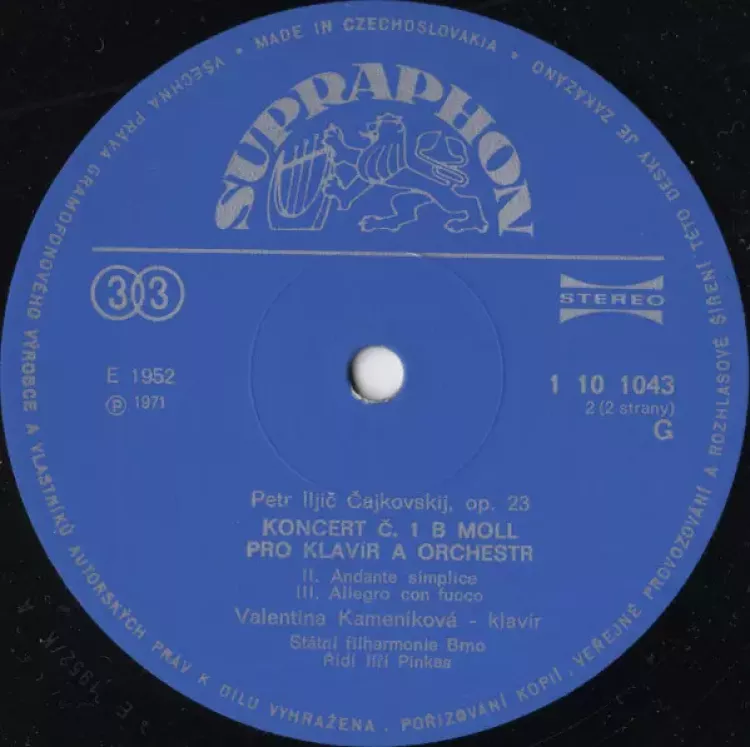 • MADE IN CZECHOSLOVAKIA •
SUPRAPHON
33
STEREO
E 1952
℗ 1971
1 10 1043
2 (2 strany)
G
Petr Iljič Čajkovskij, op. 23
KONCERT Č. 1 B MOLL
PRO KLAVÍR A ORCHESTR
II. Andante simplice
III. Allegro con fuoco
Valentina Kameníková - klavír
Státní filharmonie Brno
Řídí Jiří Pinkas
VŠECHNA PRÁVA GRAMOFONOVÉHO VÝROBCE A VLASTNÍKŮ AUTORSKÝCH PRÁV K DÍLU VYHRAŽENA. POŘIZOVÁNÍ KOPIÍ, VEŘEJNÉ PROVOZOVÁNÍ A ROZHLASOVÉ ŠÍŘENÍ TÉTO DESKY JE ZAKÁZÁNO